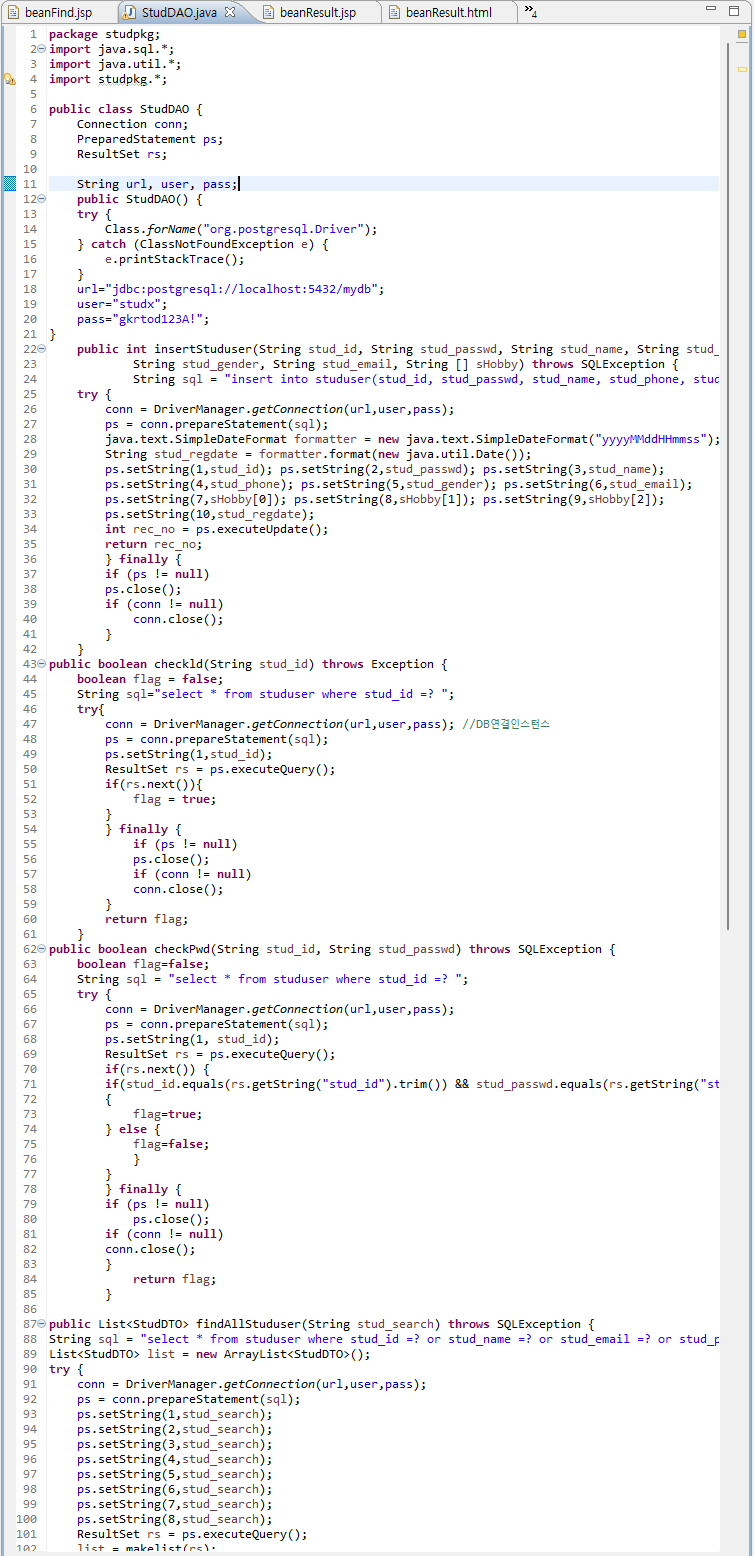 beanFind.jsp StudDAO.java beanResult.jsp beanResult.html »4
1 package studpkg;
2 import java.sql.*;
3 import java.util.*;
4 import studpkg.*;
5
6 public class StudDAO {
7 Connection conn;
8 PreparedStatement ps;
9 ResultSet rs;
10
11 String url, user, pass;
12 public StudDAO() {
13 try {
14 Class.forName("org.postgresql.Driver");
15 } catch (ClassNotFoundException e) {
16 e.printStackTrace();
17 }
18 url="jdbc:postgresql://localhost:5432/mydb";
19 user="studx";
20 pass="gkrtod123A!";
21 }
22 public int insertStuduser(String stud_id, String stud_passwd, String stud_name, String stud_
23 String stud_gender, String stud_email, String [] sHobby) throws SQLException {
24 String sql = "insert into studuser(stud_id, stud_passwd, stud_name, stud_phone, stud
25 try {
26 conn = DriverManager.getConnection(url,user,pass);
27 ps = conn.prepareStatement(sql);
28 java.text.SimpleDateFormat formatter = new java.text.SimpleDateFormat("yyyyMMddHHmmss");
29 String stud_regdate = formatter.format(new java.util.Date());
30 ps.setString(1,stud_id); ps.setString(2,stud_passwd); ps.setString(3,stud_name);
31 ps.setString(4,stud_phone); ps.setString(5,stud_gender); ps.setString(6,stud_email);
32 ps.setString(7,sHobby[0]); ps.setString(8,sHobby[1]); ps.setString(9,sHobby[2]);
33 ps.setString(10,stud_regdate);
34 int rec_no = ps.executeUpdate();
35 return rec_no;
36 } finally {
37 if (ps != null)
38 ps.close();
39 if (conn != null)
40 conn.close();
41 }
42 }
43 public boolean checkld(String stud_id) throws Exception {
44 boolean flag = false;
45 String sql="select * from studuser where stud_id =? ";
46 try{
47 conn = DriverManager.getConnection(url,user,pass); //DB연결인스턴스
48 ps = conn.prepareStatement(sql);
49 ps.setString(1,stud_id);
50 ResultSet rs = ps.executeQuery();
51 if(rs.next()){
52 flag = true;
53 }
54 } finally {
55 if (ps != null)
56 ps.close();
57 if (conn != null)
58 conn.close();
59 }
60 return flag;
61 }
62 public boolean checkPwd(String stud_id, String stud_passwd) throws SQLException {
63 boolean flag=false;
64 String sql = "select * from studuser where stud_id =? ";
65 try {
66 conn = DriverManager.getConnection(url,user,pass);
67 ps = conn.prepareStatement(sql);
68 ps.setString(1, stud_id);
69 ResultSet rs = ps.executeQuery();
70 if(rs.next()) {
71 if(stud_id.equals(rs.getString("stud_id").trim()) && stud_passwd.equals(rs.getString("st
72 {
73 flag=true;
74 } else {
75 flag=false;
76 }
77 }
78 } finally {
79 if (ps != null)
80 ps.close();
81 if (conn != null)
82 conn.close();
83 }
84 return flag;
85 }
86
87 public List<StudDTO> findAllStuduser(String stud_search) throws SQLException {
88 String sql = "select * from studuser where stud_id =? or stud_name =? or stud_email =? or stud_p
89 List<StudDTO> list = new ArrayList<StudDTO>();
90 try {
91 conn = DriverManager.getConnection(url,user,pass);
92 ps = conn.prepareStatement(sql);
93 ps.setString(1,stud_search);
94 ps.setString(2,stud_search);
95 ps.setString(3,stud_search);
96 ps.setString(4,stud_search);
97 ps.setString(5,stud_search);
98 ps.setString(6,stud_search);
99 ps.setString(7,stud_search);
100 ps.setString(8,stud_search);
101 ResultSet rs = ps.executeQuery();
102 list = makelist(rs);